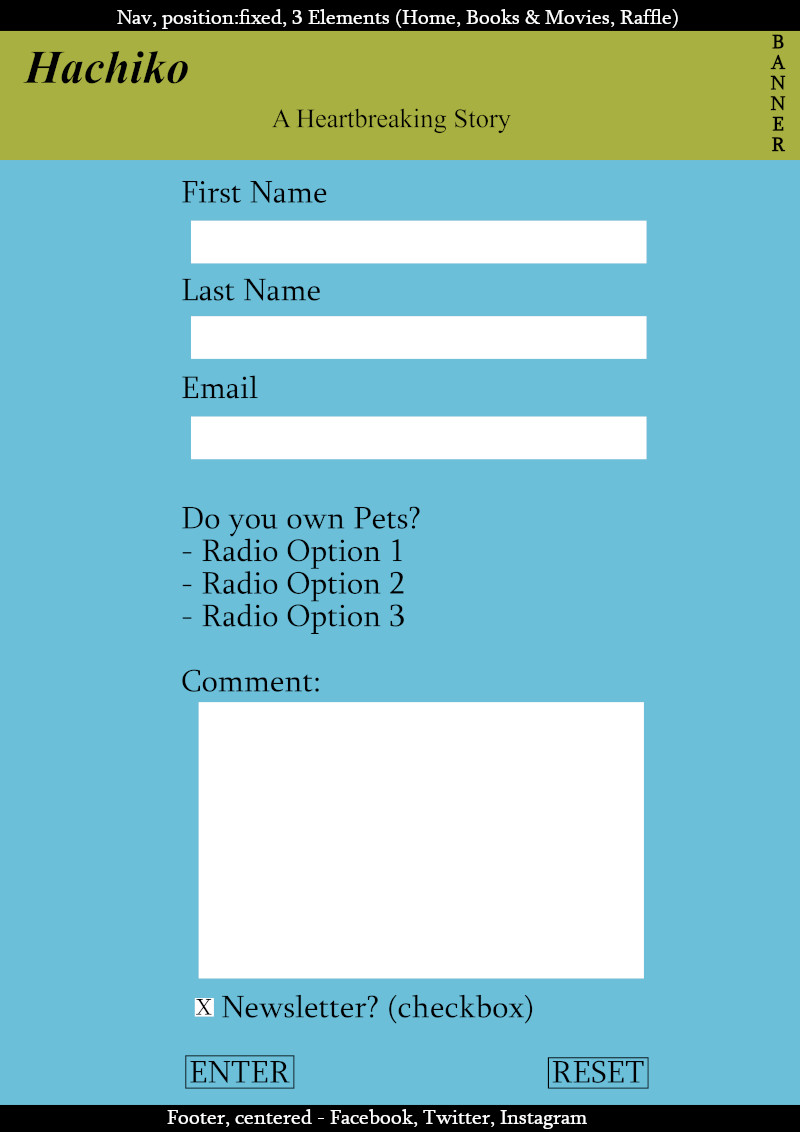 Nav, position:fixed, 3 Elements (Home, Books & Movies, Raffle)
Hachiko
A Heartbreaking Story
BANNER
First Name
Last Name
Email
Do you own Pets?
- Radio Option 1
- Radio Option 2
- Radio Option 3
Comment:
X Newsletter? (checkbox)
ENTER
RESET
Footer, centered - Facebook, Twitter, Instagram